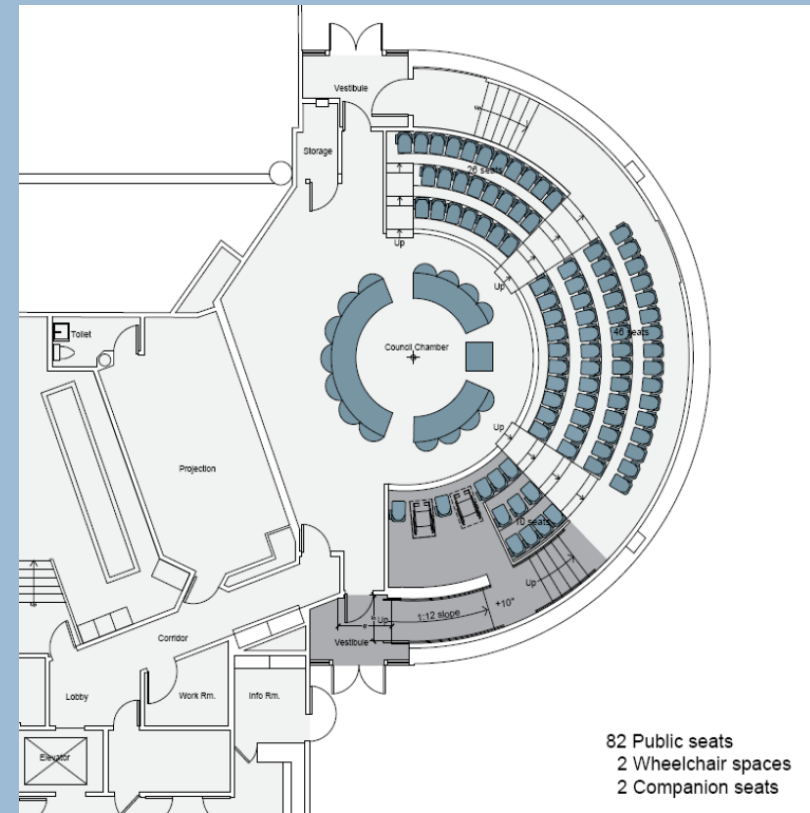 Vestibule
Storage
26 seats
Up
Up
Toilet
Council Chamber
46 seats
Projection
Up
10 seats
Up
+10"
1:12 slope
Up
Vestibule
Corridor
Lobby
Work Rm.
Info Rm.
Elevator
82 Public seats
2 Wheelchair spaces
2 Companion seats